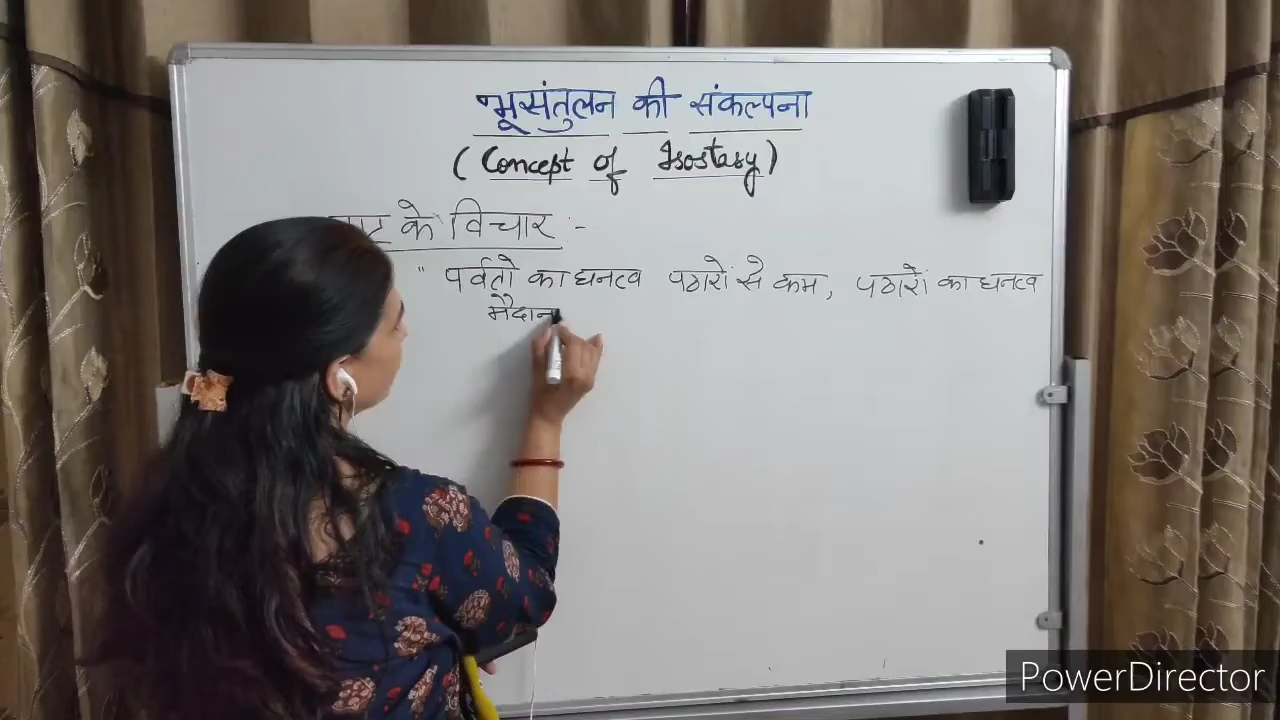 भूसंतुलन की संकल्पना
(Concept of Isostasy)
के विचार :-
" पर्वतो का घनत्व पठारों से कम, पठारों का घनत्व
मैदान
PowerDirector